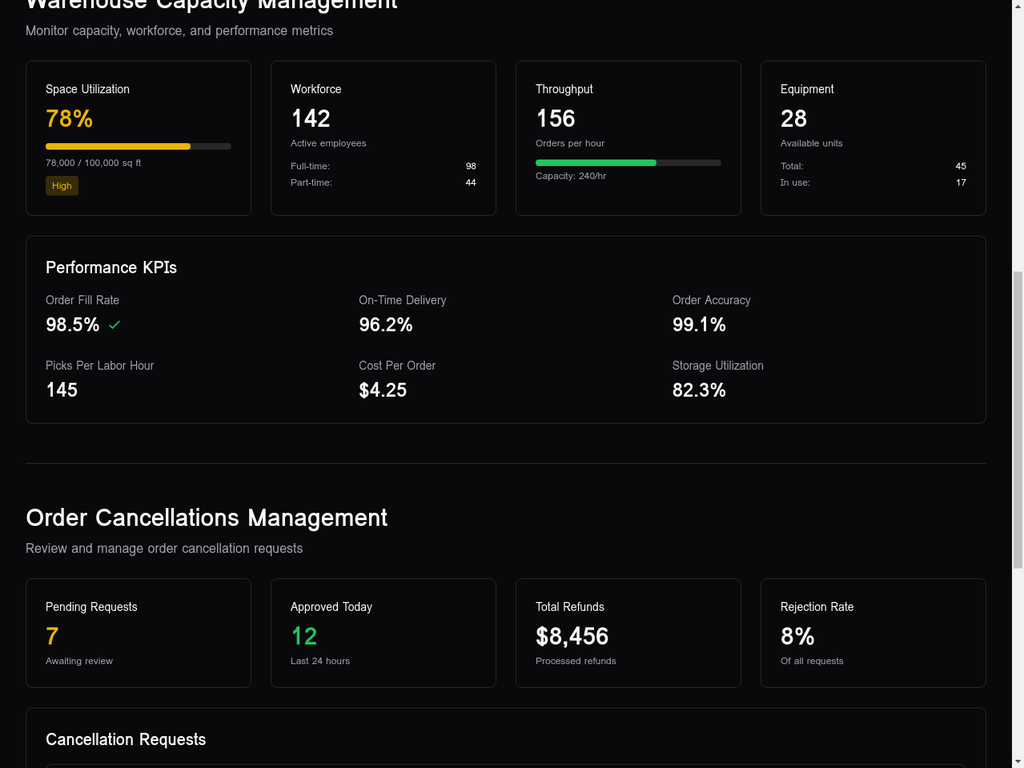 Warehouse Capacity Management
Monitor capacity, workforce, and performance metrics
Space Utilization
78%
78,000 / 100,000 sq ft
High
Workforce
142
Active employees
Full-time: 98
Part-time: 44
Throughput
156
Orders per hour
Capacity: 240/hr
Equipment
28
Available units
Total: 45
In use: 17
Performance KPIs
Order Fill Rate
98.5%
On-Time Delivery
96.2%
Order Accuracy
99.1%
Picks Per Labor Hour
145
Cost Per Order
$4.25
Storage Utilization
82.3%
Order Cancellations Management
Review and manage order cancellation requests
Pending Requests
7
Awaiting review
Approved Today
12
Last 24 hours
Total Refunds
$8,456
Processed refunds
Rejection Rate
8%
Of all requests
Cancellation Requests